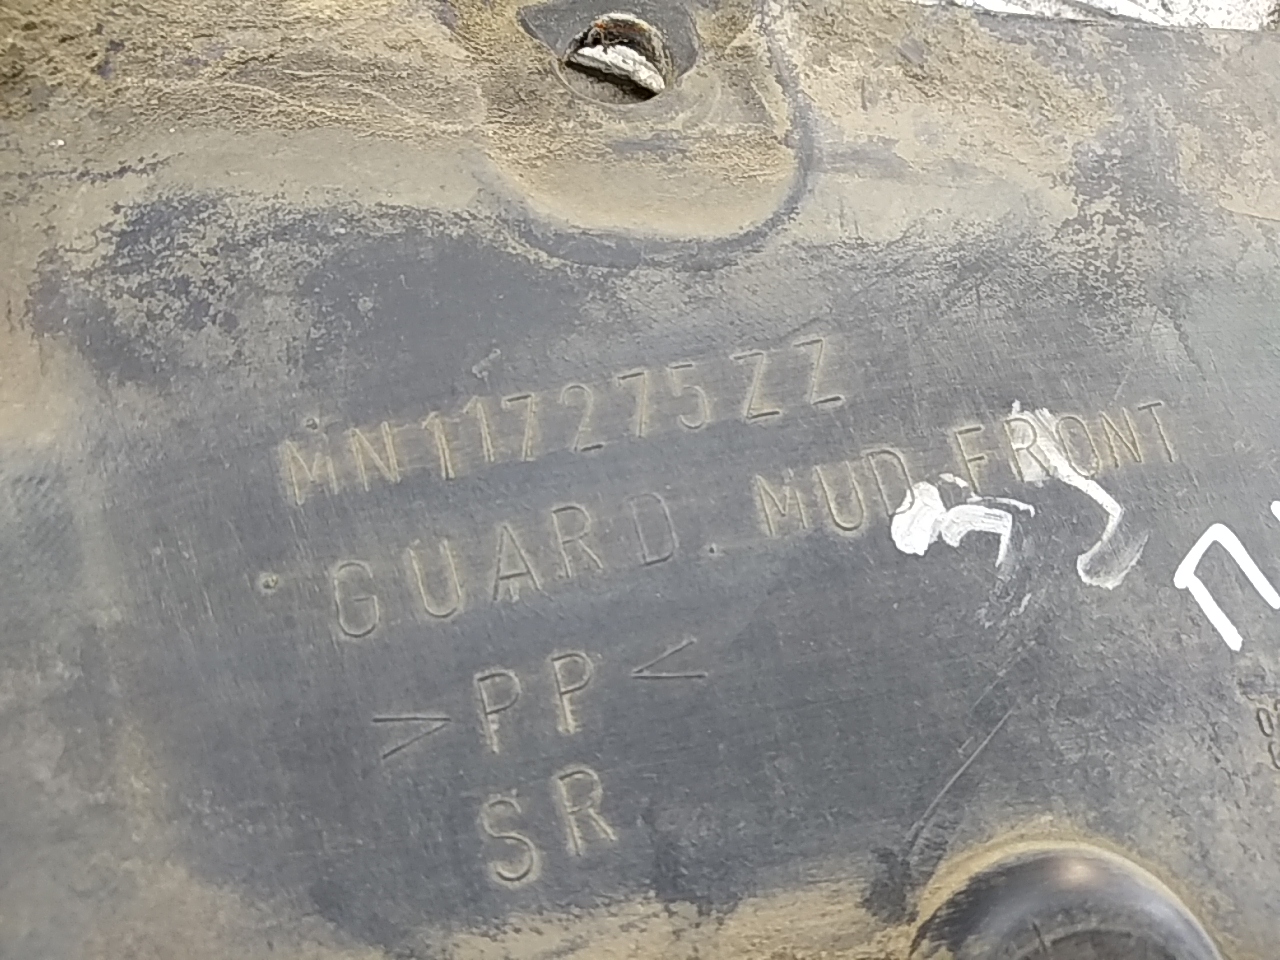 MN117275ZZ
GUARD. MUD FRONT
>PP<
SR